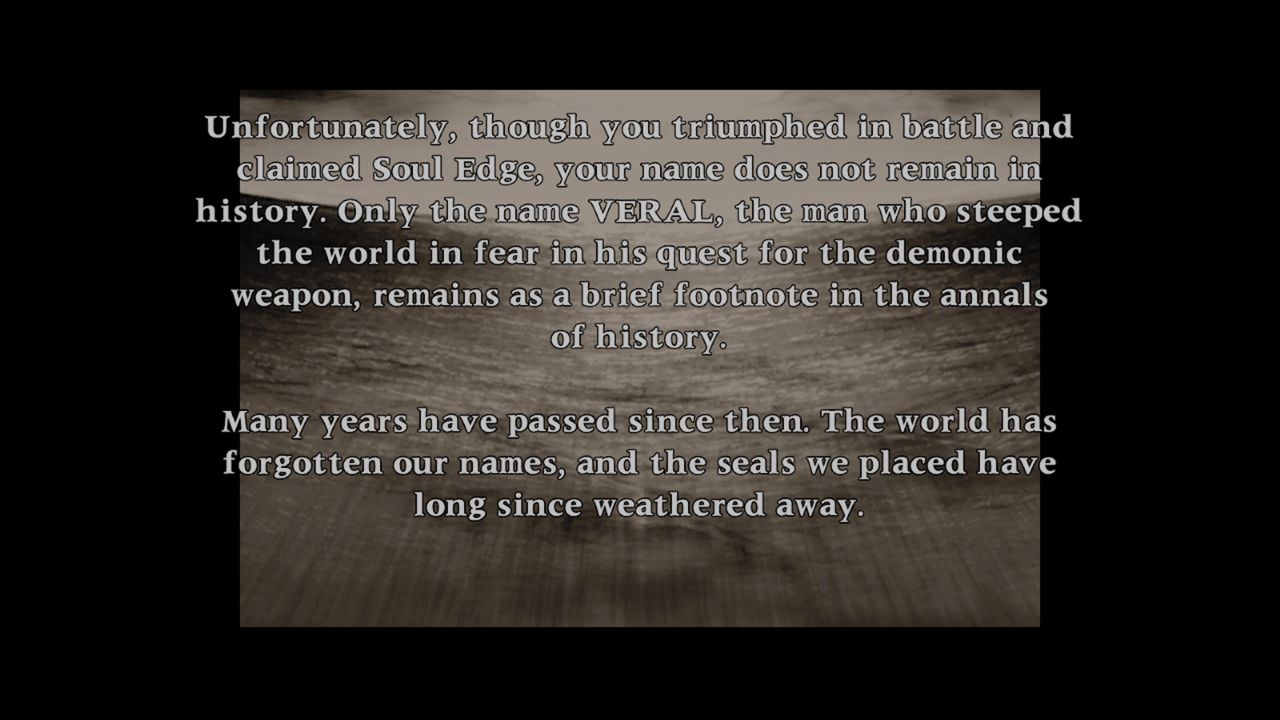 Unfortunately, though you triumphed in battle and
claimed Soul Edge, your name does not remain in
history. Only the name VERAL, the man who steeped
the world in fear in his quest for the demonic
weapon, remains as a brief footnote in the annals
of history.
Many years have passed since then. The world has
forgotten our names, and the seals we placed have
long since weathered away.